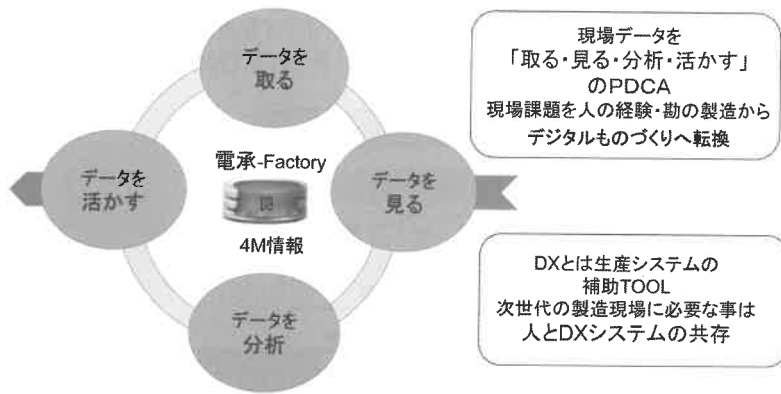 データを
取る
データを
活かす
電承-Factory
4M情報
データを
見る
データを
分析
現場データを
「取る・見る・分析・活かす」
のPDCA
現場課題を人の経験・勘の製造から
デジタルものづくりへ転換
DXとは生産システムの
補助TOOL
次世代の製造現場に必要な事は
人とDXシステムの共存